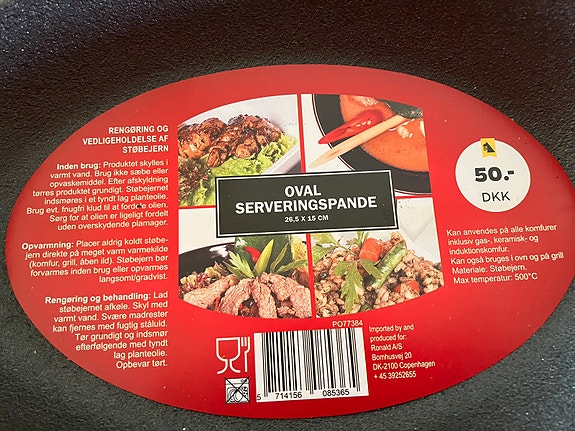 RENGØRING OG
VEDLIGEHOLDELSE AF
STØBEJERN
Inden brug: Produktet skylles i
varmt vand. Brug ikke sæbe eller
opvaskemiddel. Efter afskyldning
tørres produktet grundigt. Støbejernet
indsmøres i et tyndt lag planteolie.
Brug evt. frugfri klud til at fordele olien.
Sørg for at olien er ligeligt fordelt
uden overskydende plamager.
Opvarmning: Placer aldrig koldt støbe-
jern direkte på meget varm varmekilde
(komfur, grill, åben ild). Støbejern bør
forvarmes inden brug eller opvarmes
langsomt/gradvist.
Rengøring og behandling: Lad
støbejernet afkøle. Skyl med
varmt vand. Svære madrester
kan fjernes med fugtig ståluld.
Tør grundigt og indsmør
efterfølgende med tyndt
lag planteolie.
Opbevar tørt.
OVAL
SERVERINGSPANDE
26,5 X 15 CM
50.-
DKK
Kan anvendes på alle komfurer
inklusiv gas-, keramisk- og
induktionskomfur.
Kan også bruges i ovn og på grill
Materiale: Støbejern.
Max temperatur: 500°C
PO77384
5 714156 085365
Imported by and
produced for:
Ronald A/S
Bomhusvej 20
DK-2100 Copenhagen
+ 45 39252655